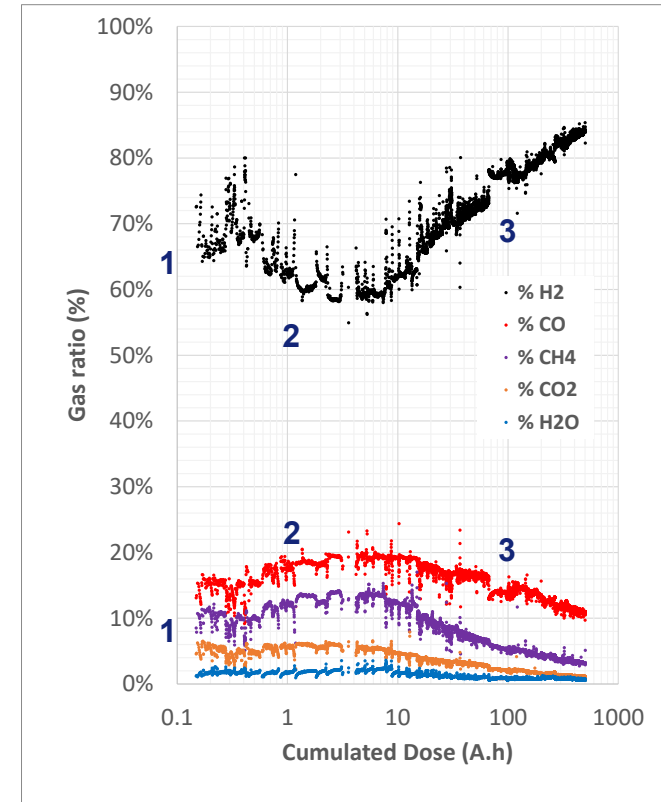 100%
90%
80%
70%
60%
50%
40%
30%
20%
10%
0%
Gas ratio (%)
1
2
3
% H2
% CO
% CH4
% CO2
% H2O
2
3
1
0.1 1 10 100 1000
Cumulated Dose (A.h)